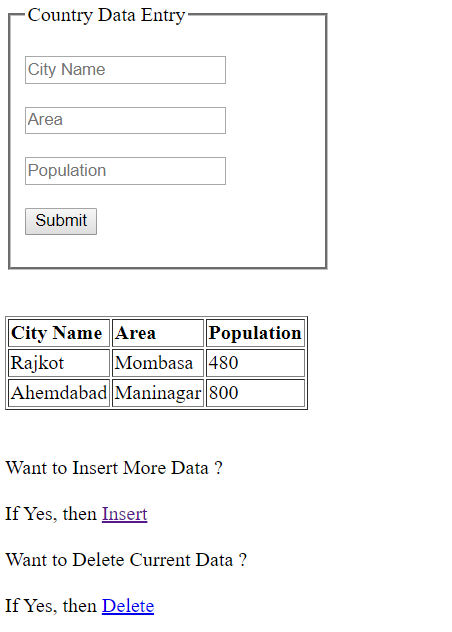 Country Data Entry
City Name
Area
Population
Submit
City Name Area Population
Rajkot Mombasa 480
Ahemdabad Maninagar 800
Want to Insert More Data ?
If Yes, then Insert
Want to Delete Current Data ?
If Yes, then Delete